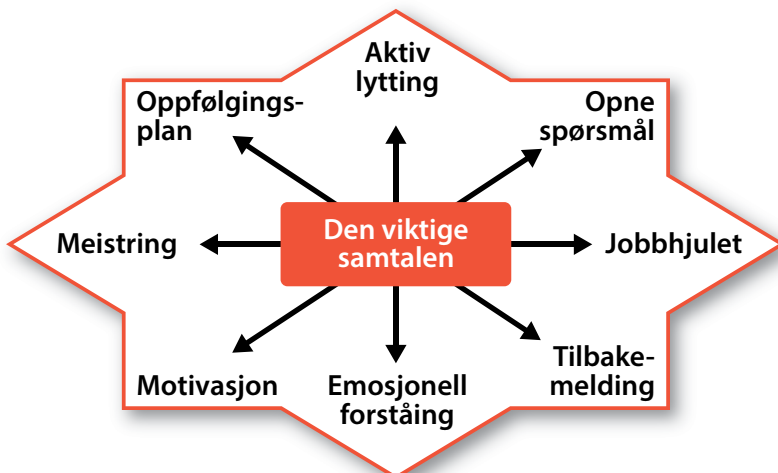 Aktiv
lytting
Oppfølgings-
plan
Opne
spørsmål
Meistring
Den viktige
samtalen
Jobbhjulet
Motivasjon
Emosjonell
forståing
Tilbake-
melding